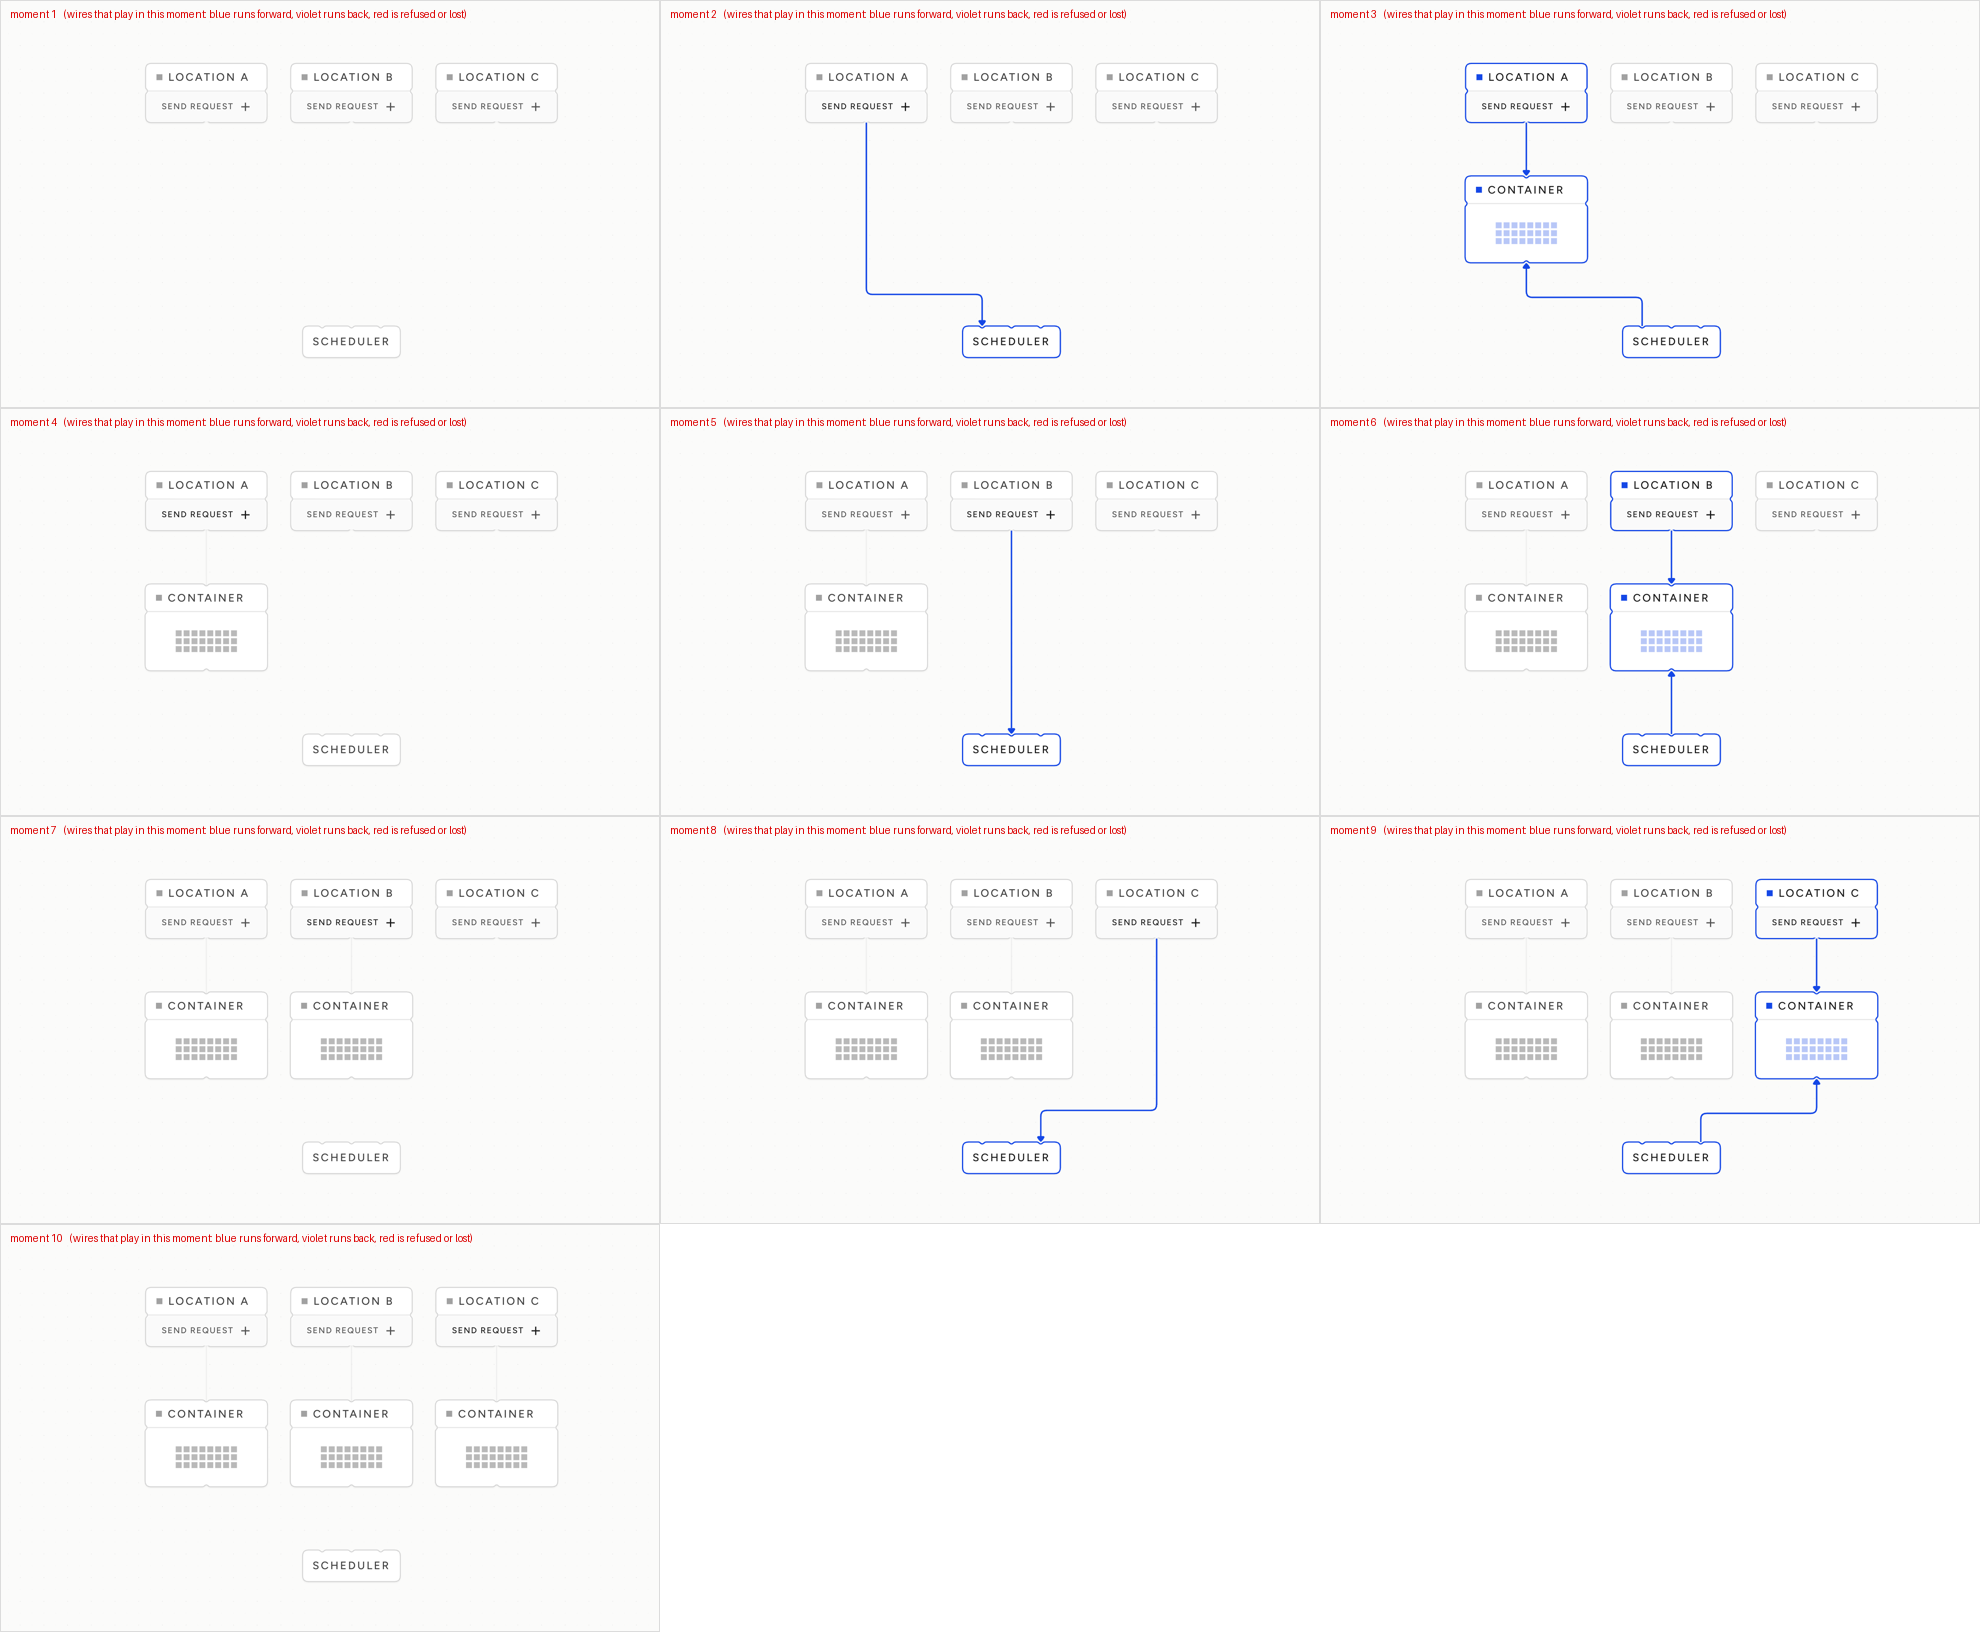 moment 1 (wires that play in this moment: blue runs forward, violet runs back, red is refused or lost)
LOCATION A LOCATION B LOCATION C
SEND REQUEST + SEND REQUEST + SEND REQUEST +
SCHEDULER
moment 2 (wires that play in this moment: blue runs forward, violet runs back, red is refused or lost)
LOCATION A LOCATION B LOCATION C
SEND REQUEST + SEND REQUEST + SEND REQUEST +
SCHEDULER
moment 3 (wires that play in this moment: blue runs forward, violet runs back, red is refused or lost)
LOCATION A LOCATION B LOCATION C
SEND REQUEST + SEND REQUEST + SEND REQUEST +
CONTAINER
SCHEDULER
moment 4 (wires that play in this moment: blue runs forward, violet runs back, red is refused or lost)
LOCATION A LOCATION B LOCATION C
SEND REQUEST + SEND REQUEST + SEND REQUEST +
CONTAINER
SCHEDULER
moment 5 (wires that play in this moment: blue runs forward, violet runs back, red is refused or lost)
LOCATION A LOCATION B LOCATION C
SEND REQUEST + SEND REQUEST + SEND REQUEST +
CONTAINER
SCHEDULER
moment 6 (wires that play in this moment: blue runs forward, violet runs back, red is refused or lost)
LOCATION A LOCATION B LOCATION C
SEND REQUEST + SEND REQUEST + SEND REQUEST +
CONTAINER CONTAINER
SCHEDULER
moment 7 (wires that play in this moment: blue runs forward, violet runs back, red is refused or lost)
LOCATION A LOCATION B LOCATION C
SEND REQUEST + SEND REQUEST + SEND REQUEST +
CONTAINER CONTAINER
SCHEDULER
moment 8 (wires that play in this moment: blue runs forward, violet runs back, red is refused or lost)
LOCATION A LOCATION B LOCATION C
SEND REQUEST + SEND REQUEST + SEND REQUEST +
CONTAINER CONTAINER
SCHEDULER
moment 9 (wires that play in this moment: blue runs forward, violet runs back, red is refused or lost)
LOCATION A LOCATION B LOCATION C
SEND REQUEST + SEND REQUEST + SEND REQUEST +
CONTAINER CONTAINER CONTAINER
SCHEDULER
moment 10 (wires that play in this moment: blue runs forward, violet runs back, red is refused or lost)
LOCATION A LOCATION B LOCATION C
SEND REQUEST + SEND REQUEST + SEND REQUEST +
CONTAINER CONTAINER CONTAINER
SCHEDULER